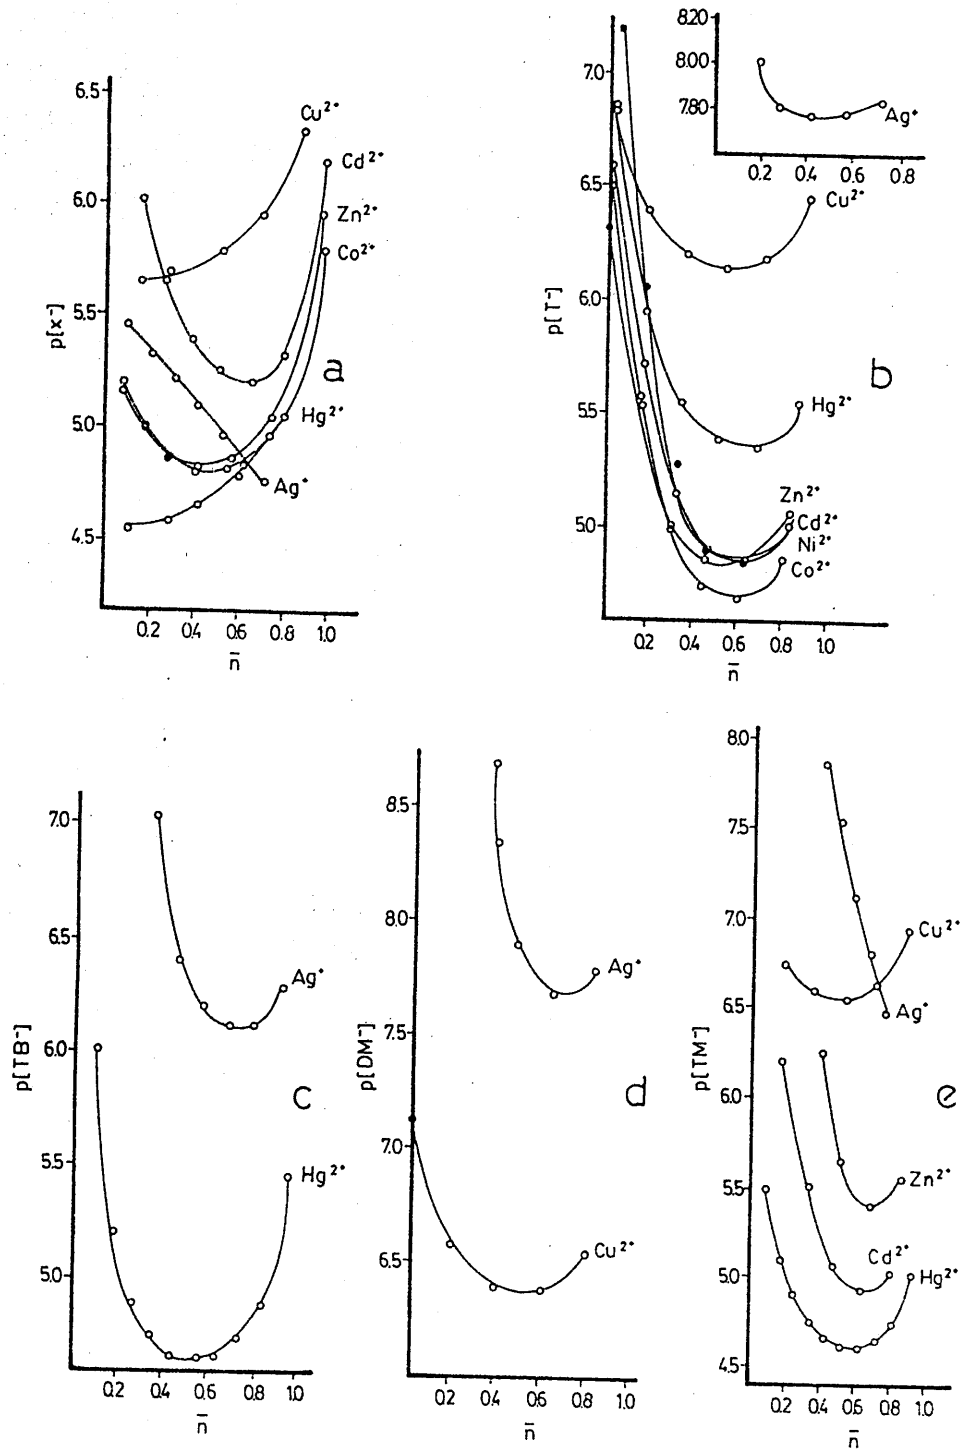 6.5
6.0
5.5
5.0
4.5
p[x⁻]
Cu²⁺
Cd²⁺
Zn²⁺
Co²⁺
Hg²⁺
Ag⁺
a
0.2 0.4 0.6 0.8 1.0
n̅
7.0
6.5
6.0
5.5
5.0
p[T⁻]
8.20
8.00
7.80
Ag⁺
0.2 0.4 0.6 0.8
Cu²⁺
b
Hg²⁺
Zn²⁺
Cd²⁺
Ni²⁺
Co²⁺
0.2 0.4 0.6 0.8 1.0
n̅
7.0
6.5
6.0
5.5
5.0
p[TB⁻]
Ag⁺
c
Hg²⁺
0.2 0.4 0.6 0.8 1.0
n̅
8.5
8.0
7.5
7.0
6.5
p[DM⁻]
Ag⁺
d
Cu²⁺
0.2 0.4 0.6 0.8 1.0
n̅
8.0
7.5
7.0
6.5
6.0
5.5
5.0
4.5
p[TM⁻]
Cu²⁺
Ag⁺
e
Zn²⁺
Cd²⁺
Hg²⁺
0.2 0.4 0.6 0.8 1.0
n̅